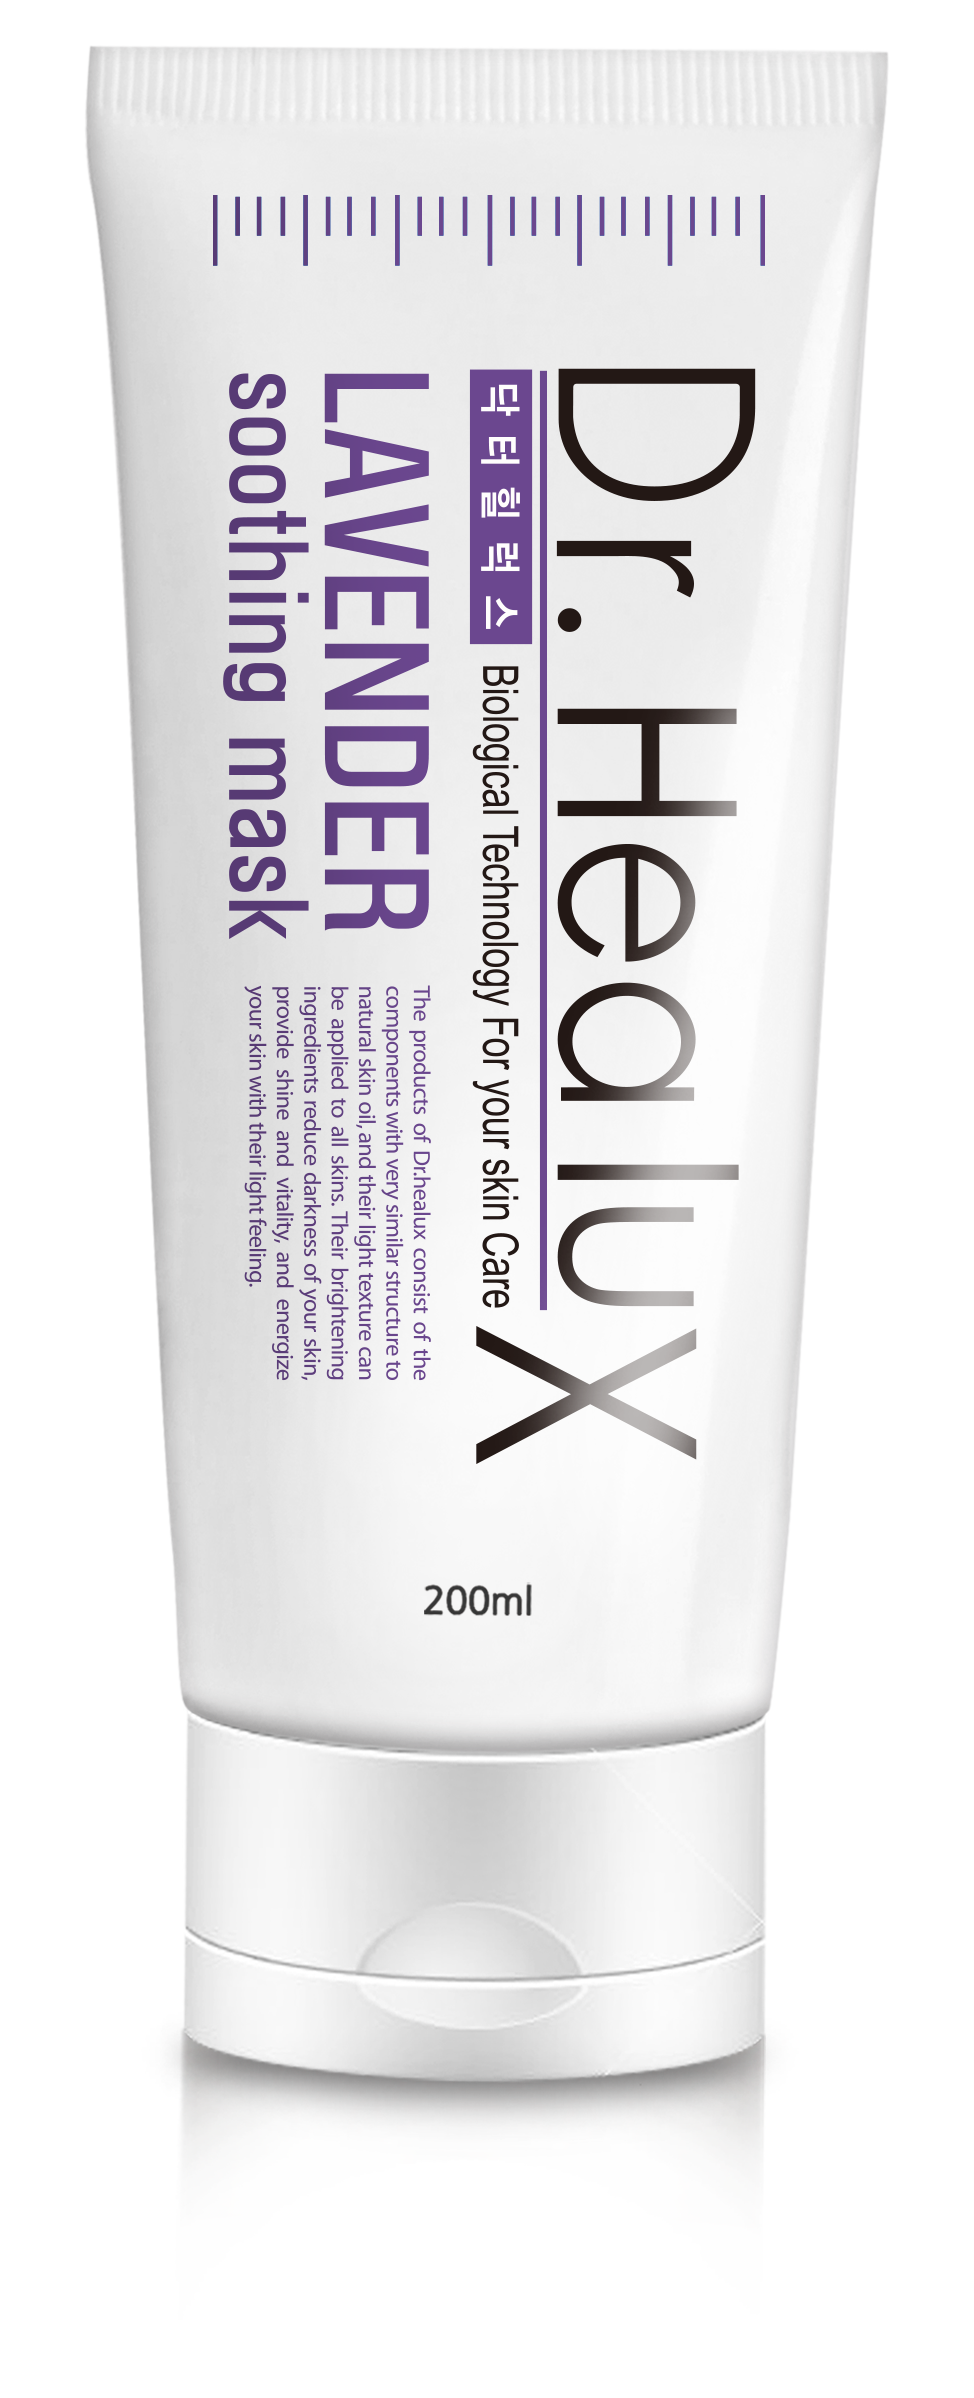 Dr.Healux
닥터힐럭스 Biological Technology For your skin Care
LAVENDER
soothing mask
The products of Dr.healux consist of the
components with very similar structure to
natural skin oil, and their light texture can
be applied to all skins. Their brightening
ingredients reduce darkness of your skin,
provide shine and vitality, and energize
your skin with their light feeling.
200ml